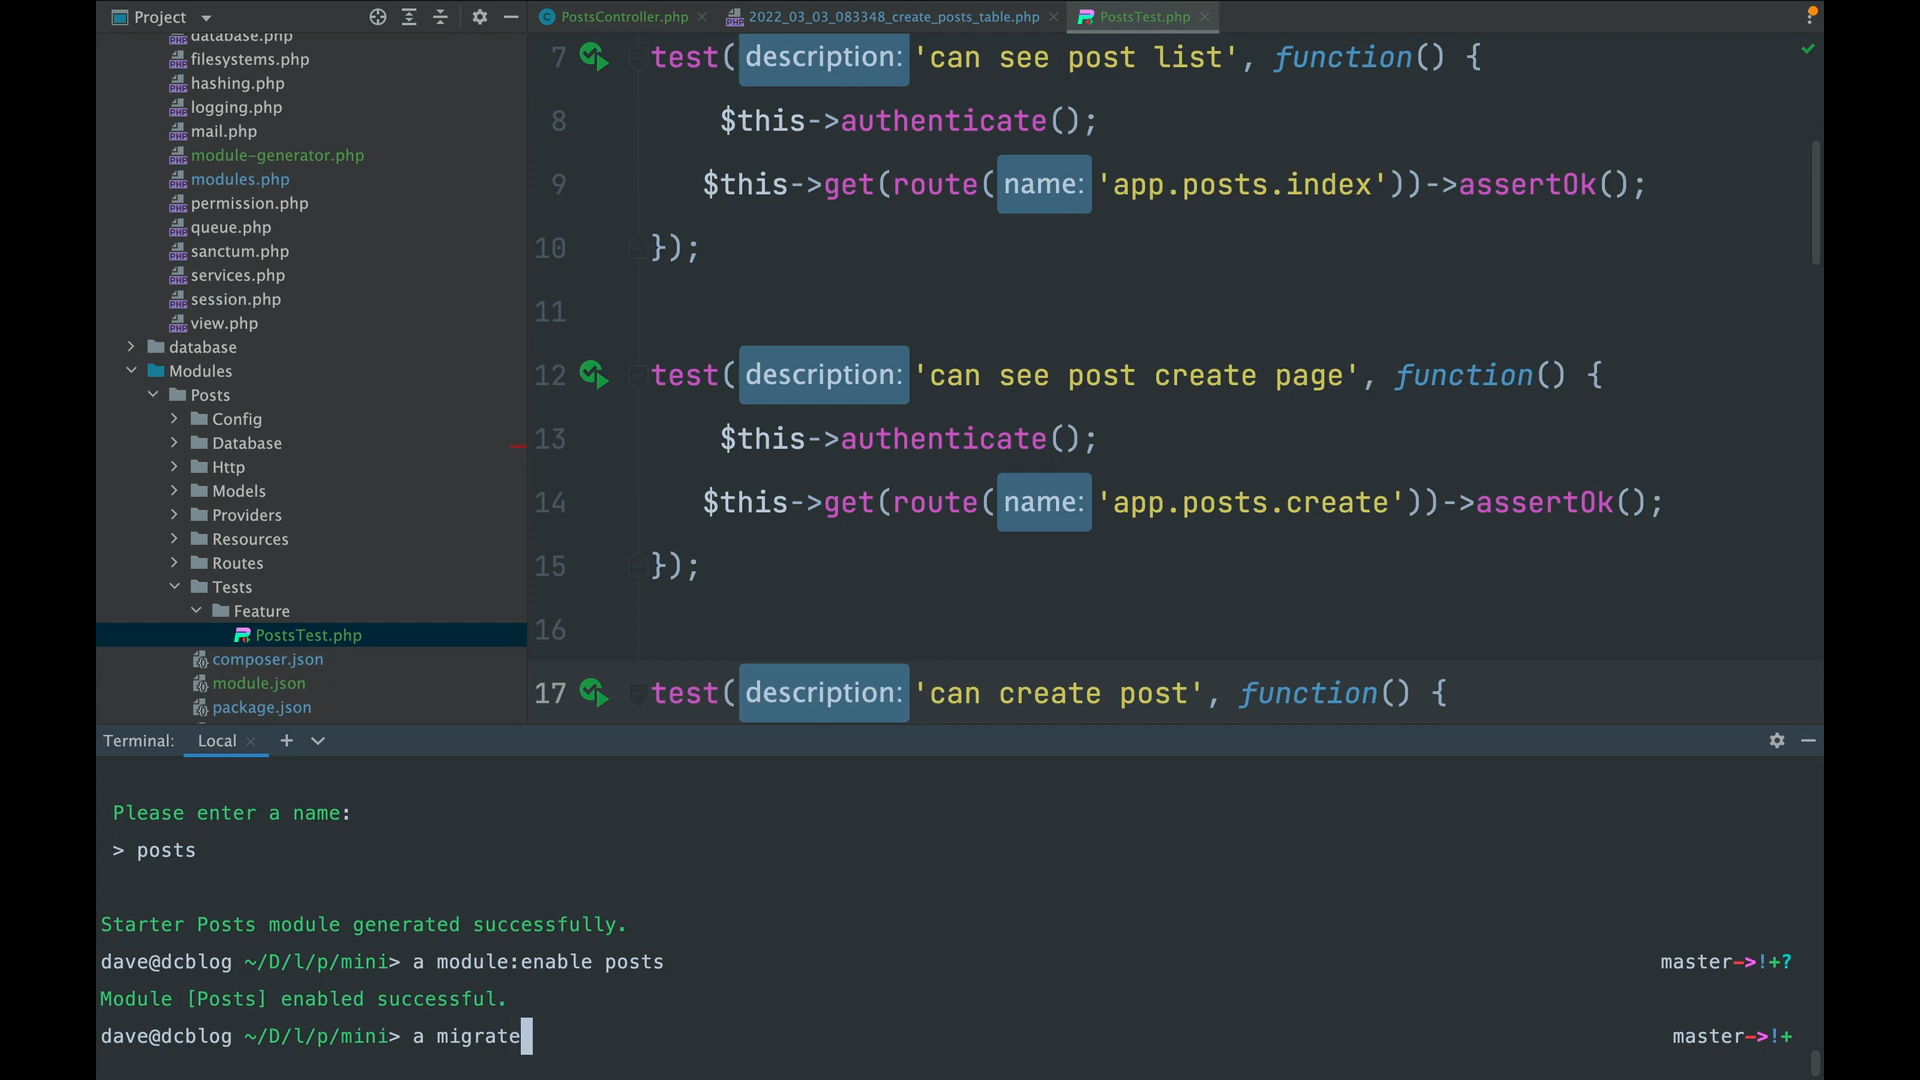 Project
PostsController.php
2022_03_03_083348_create_posts_table.php
PostsTest.php
database.php
filesystems.php
hashing.php
logging.php
mail.php
module-generator.php
modules.php
permission.php
queue.php
sanctum.php
services.php
session.php
view.php
database
Modules
Posts
Config
Database
Http
Models
Providers
Resources
Routes
Tests
Feature
PostsTest.php
composer.json
module.json
package.json
7 test( description: 'can see post list', function() {
8 $this->authenticate();
9 $this->get(route( name: 'app.posts.index'))->assertOk();
10 });
11
12 test( description: 'can see post create page', function() {
13 $this->authenticate();
14 $this->get(route( name: 'app.posts.create'))->assertOk();
15 });
16
17 test( description: 'can create post', function() {
Terminal: Local
Please enter a name:
> posts
Starter Posts module generated successfully.
dave@dcblog ~/D/l/p/mini> a module:enable posts master->!+?
Module [Posts] enabled successful.
dave@dcblog ~/D/l/p/mini> a migrate master->!+